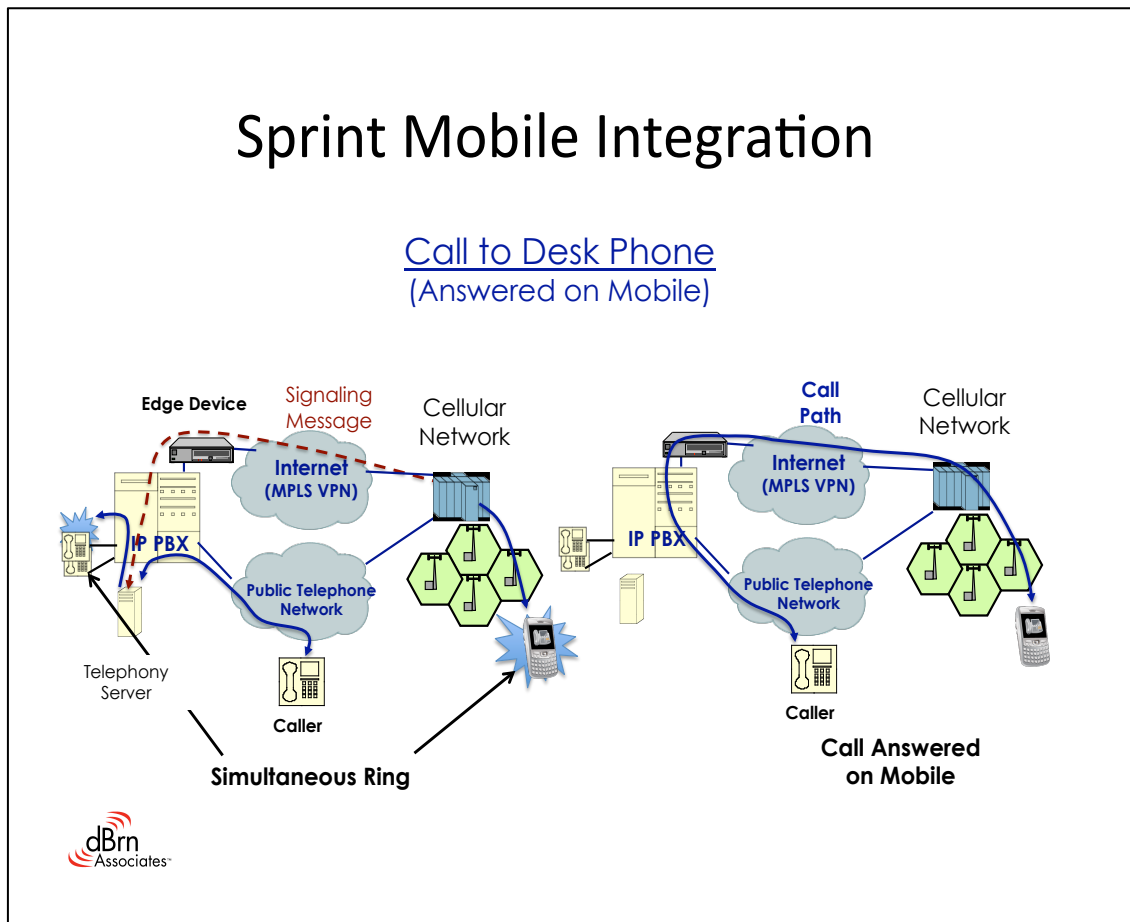 Sprint Mobile Integration
Call to Desk Phone
(Answered on Mobile)
Edge Device
Signaling
Message
Cellular
Network
Internet
(MPLS VPN)
IP PBX
Public Telephone
Network
Telephony
Server
Caller
Simultaneous Ring
Call
Path
Cellular
Network
Internet
(MPLS VPN)
IP PBX
Public Telephone
Network
Caller
Call Answered
on Mobile
dBrn
Associates™